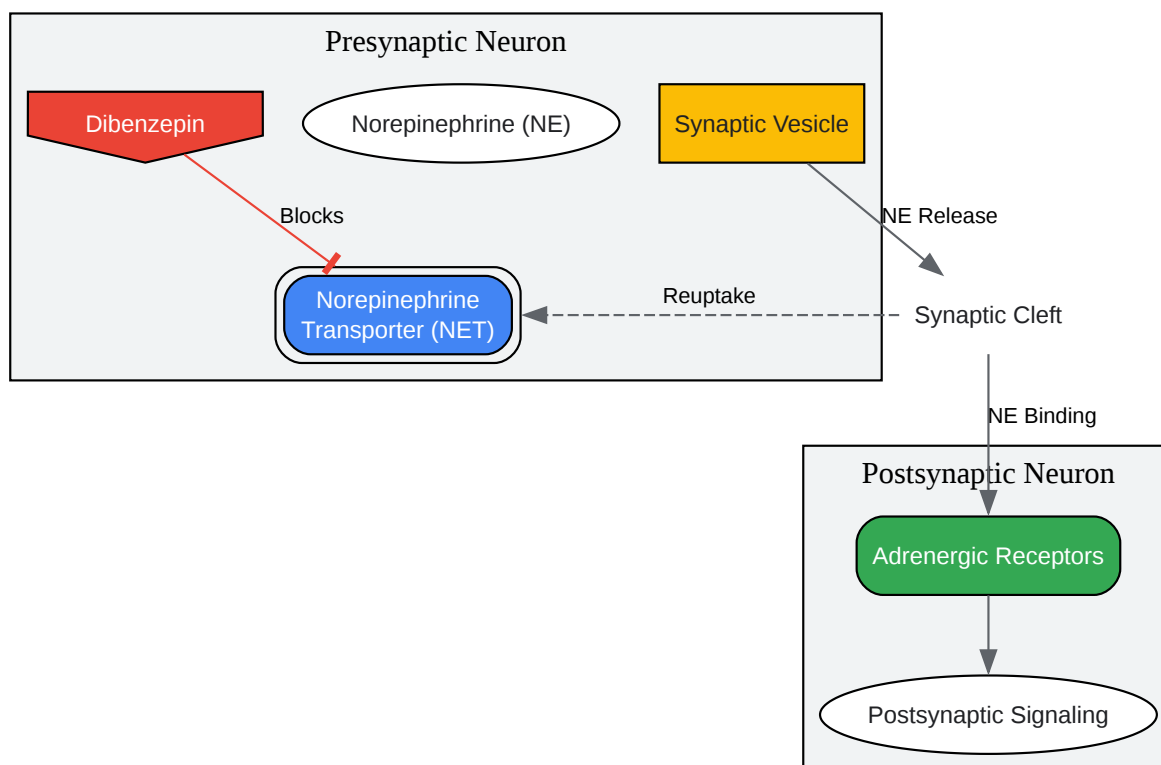 Presynaptic Neuron
Dibenzepin
Norepinephrine (NE)
Synaptic Vesicle
Blocks
NE Release
Norepinephrine
Transporter (NET)
Reuptake
Synaptic Cleft
NE Binding
Postsynaptic Neuron
Adrenergic Receptors
Postsynaptic Signaling